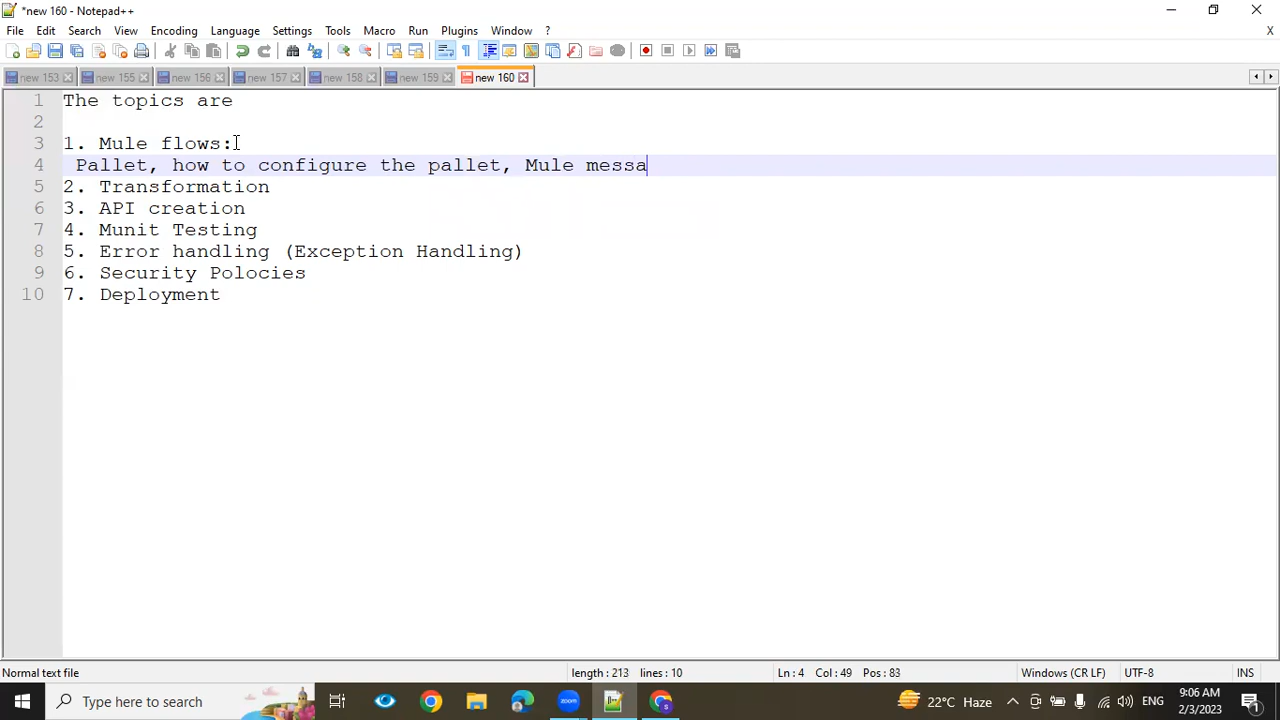 *new 160 - Notepad++
File Edit Search View Encoding Language Settings Tools Macro Run Plugins Window ? X
new 153 new 155 new 156 new 157 new 158 new 159 new 160
1 The topics are
2
3 1. Mule flows:
4 Pallet, how to configure the pallet, Mule messa
5 2. Transformation
6 3. API creation
7 4. Munit Testing
8 5. Error handling (Exception Handling)
9 6. Security Polocies
10 7. Deployment
Normal text file length : 213 lines : 10 Ln : 4 Col : 49 Pos : 83 Windows (CR LF) UTF-8 INS
Type here to search zoom 22°C Haze ENG 9:06 AM
2/3/2023